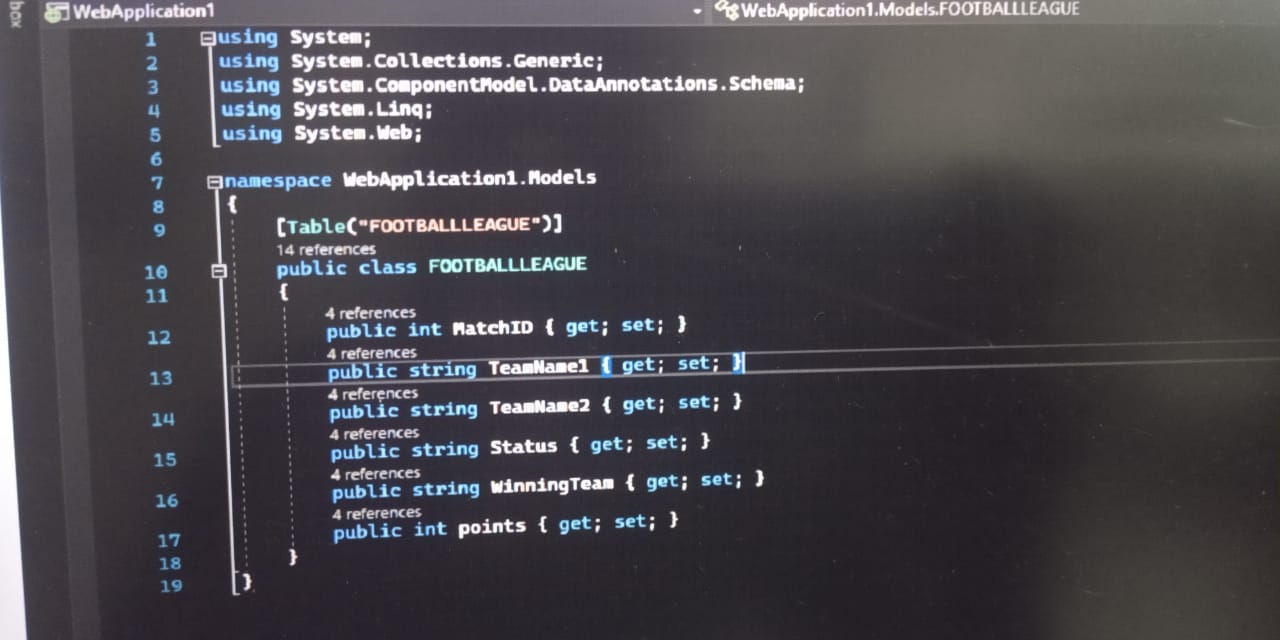 box
WebApplication1
WebApplication1.Models.FOOTBALLLEAGUE
1 using System;
2 using System.Collections.Generic;
3 using System.ComponentModel.DataAnnotations.Schema;
4 using System.Linq;
5 using System.Web;
6
7 namespace WebApplication1.Models
8 {
9 [Table("FOOTBALLLEAGUE")]
14 references
10 public class FOOTBALLLEAGUE
11 {
4 references
12 public int MatchID { get; set; }
4 references
13 public string TeamName1 { get; set; }
4 references
14 public string TeamName2 { get; set; }
4 references
15 public string Status { get; set; }
4 references
16 public string WinningTeam { get; set; }
4 references
17 public int points { get; set; }
18 }
19 }